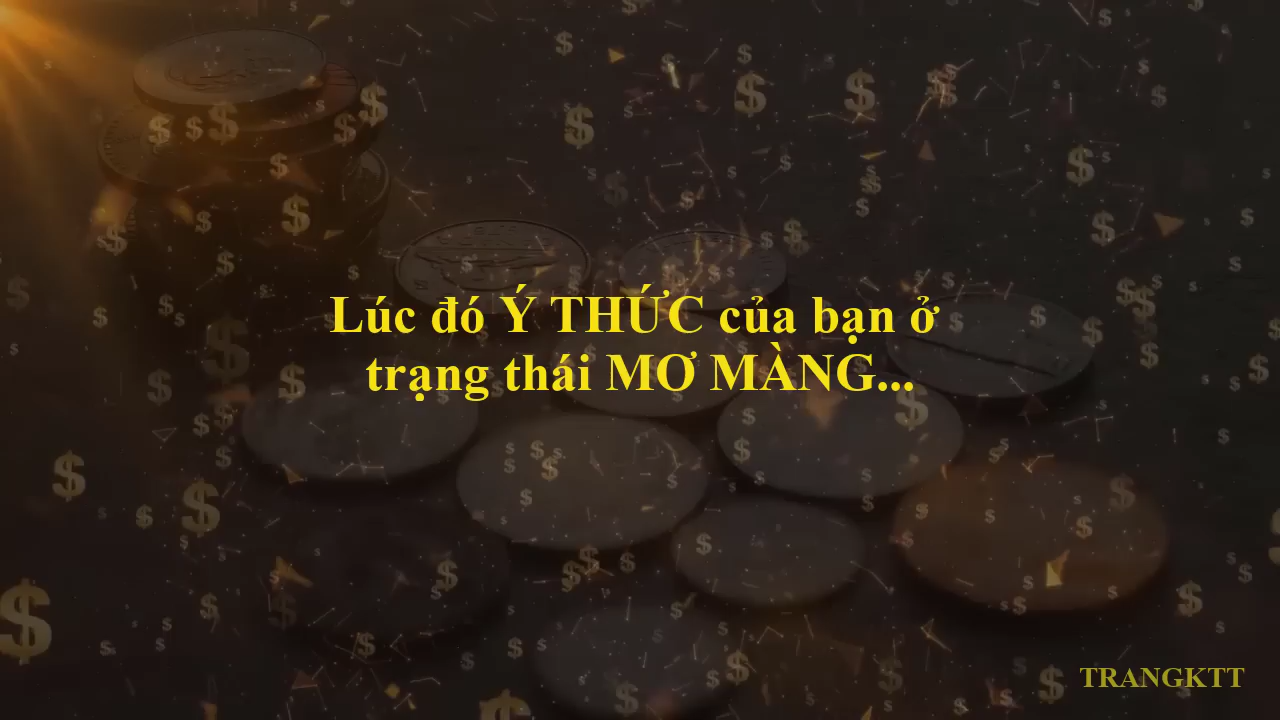 Lúc đó Ý THỨC của bạn ở
trạng thái MƠ MÀNG...
TRANGKTT